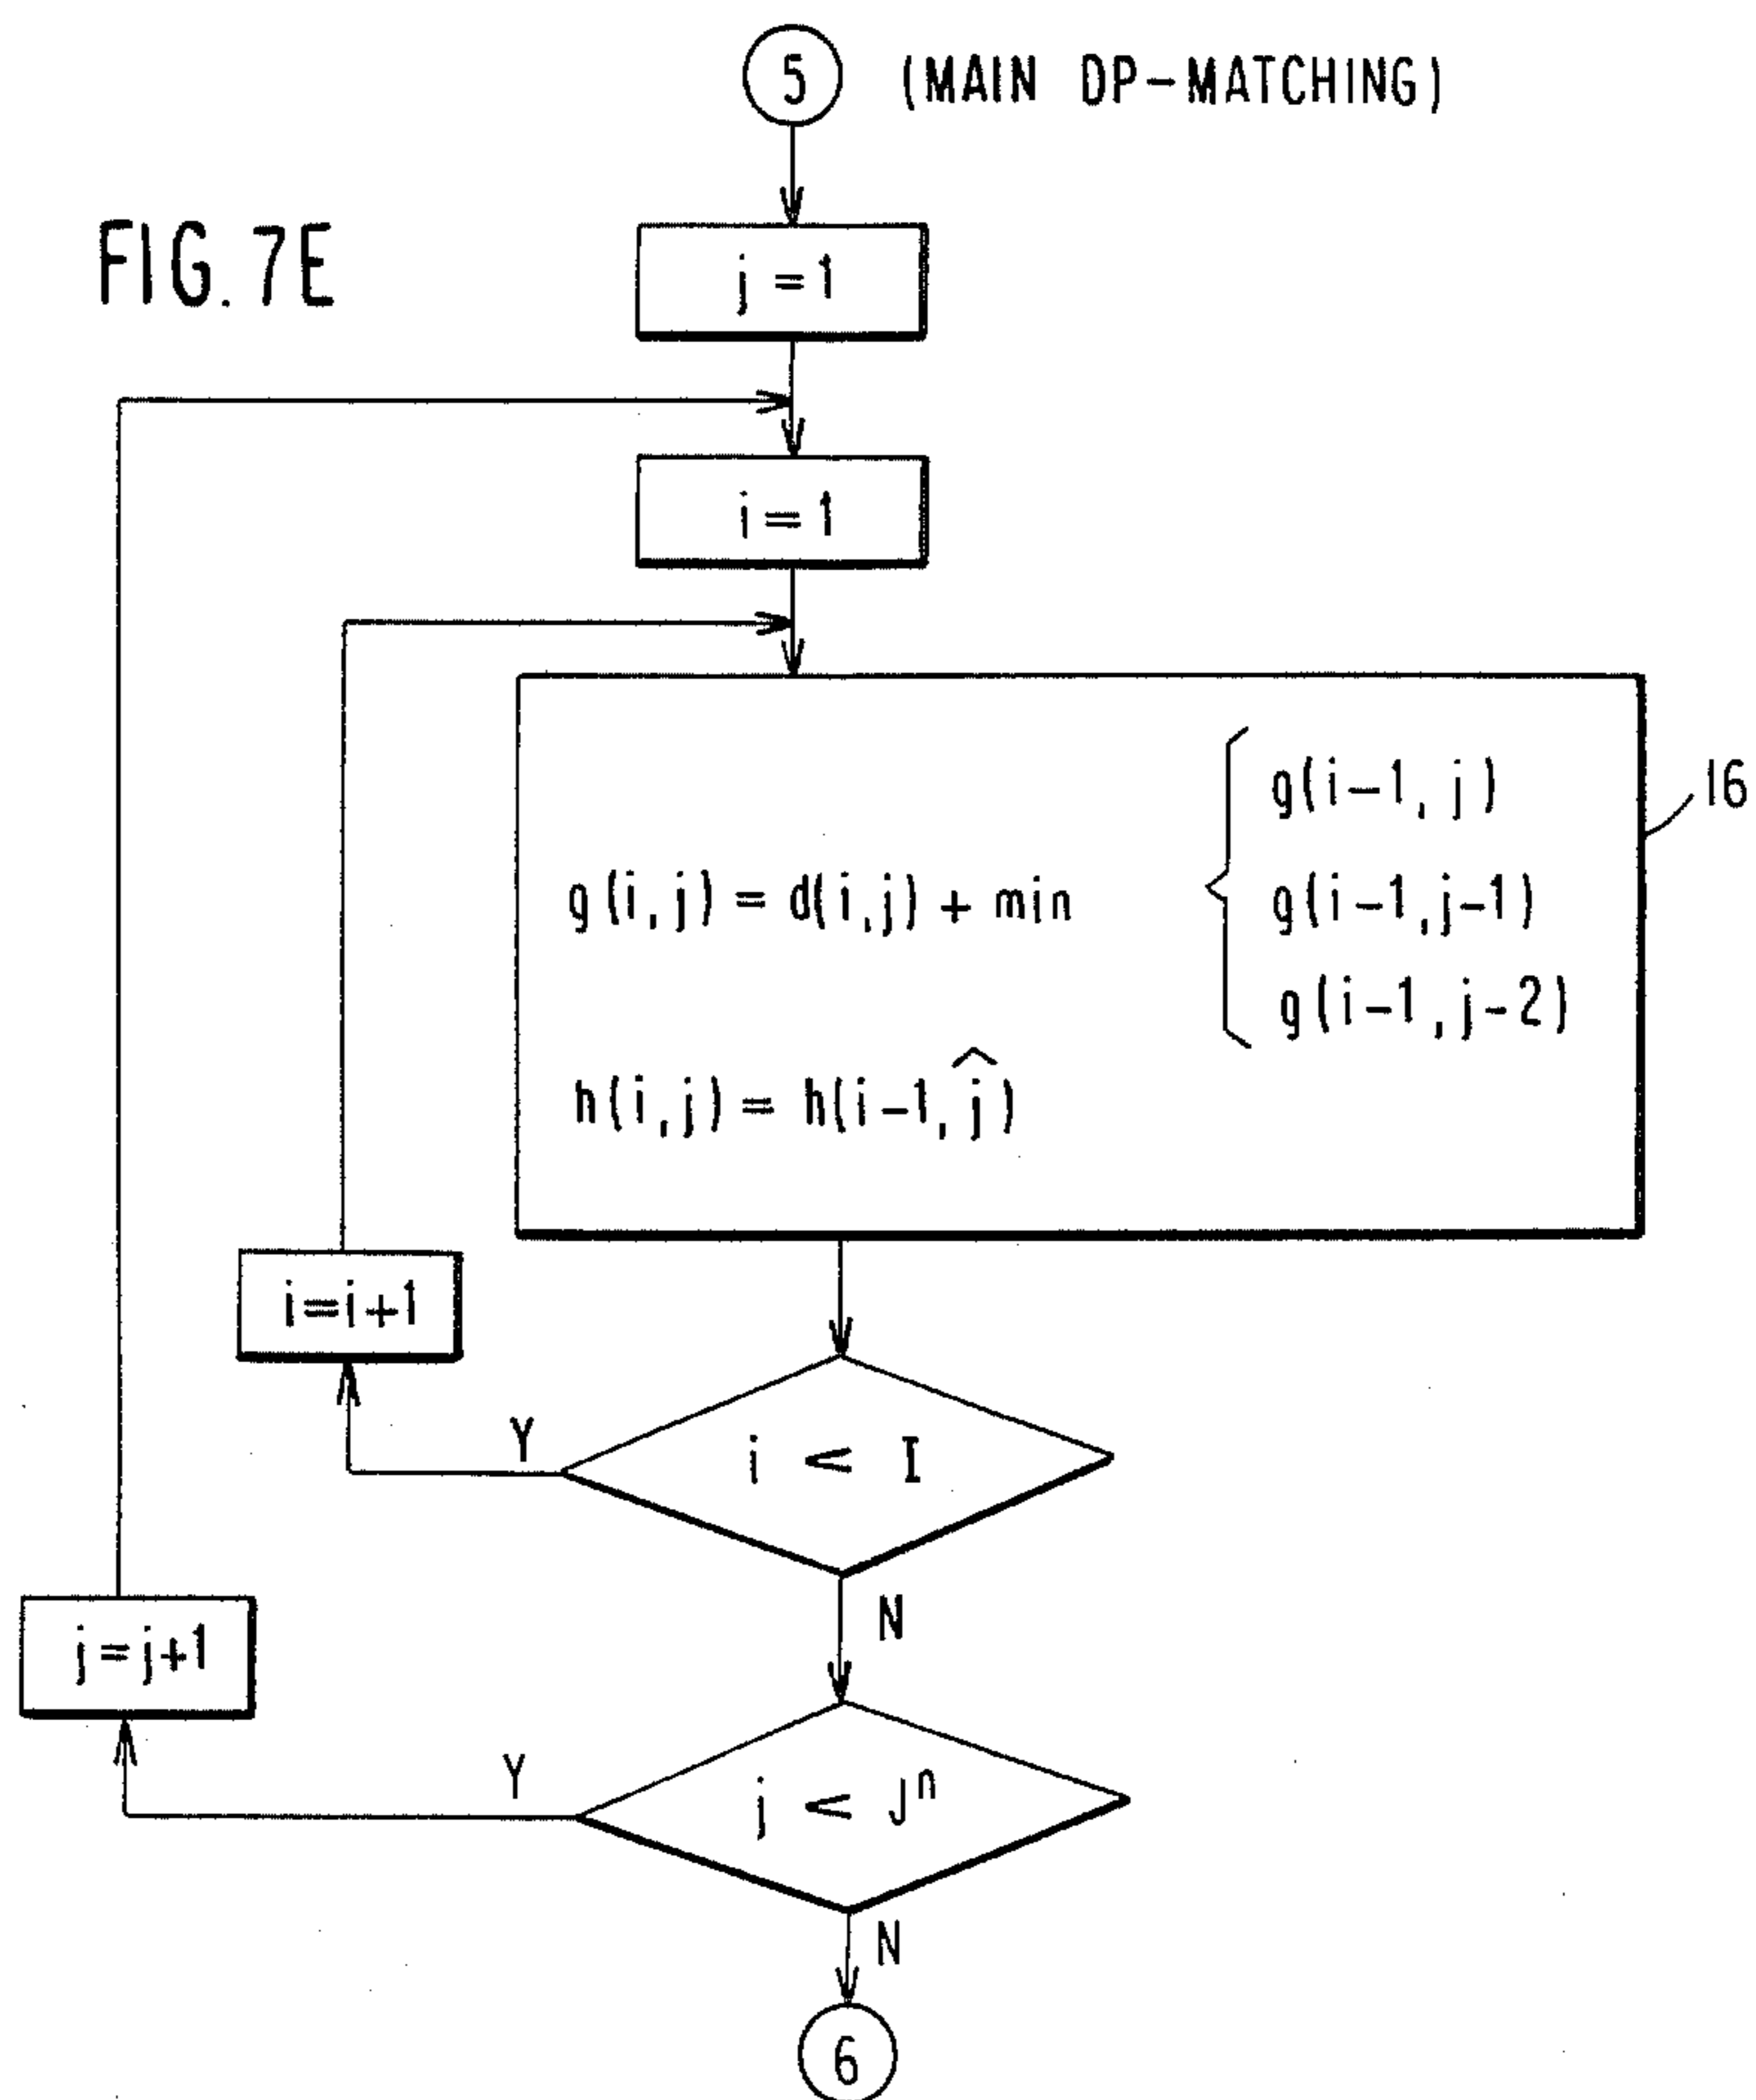 5 (MAIN DP-MATCHING)
FIG. 7E
j = 1
i = 1
g(i-1, j)
16
g(i, j) = d(i,j) + min
g(i-1,j-1)
g(i-1,j-2)
h(i,j) = h(i-1,ĵ)
i=i+1
Y
i < I
N
j=j+1
Y
j < Jⁿ
N
6